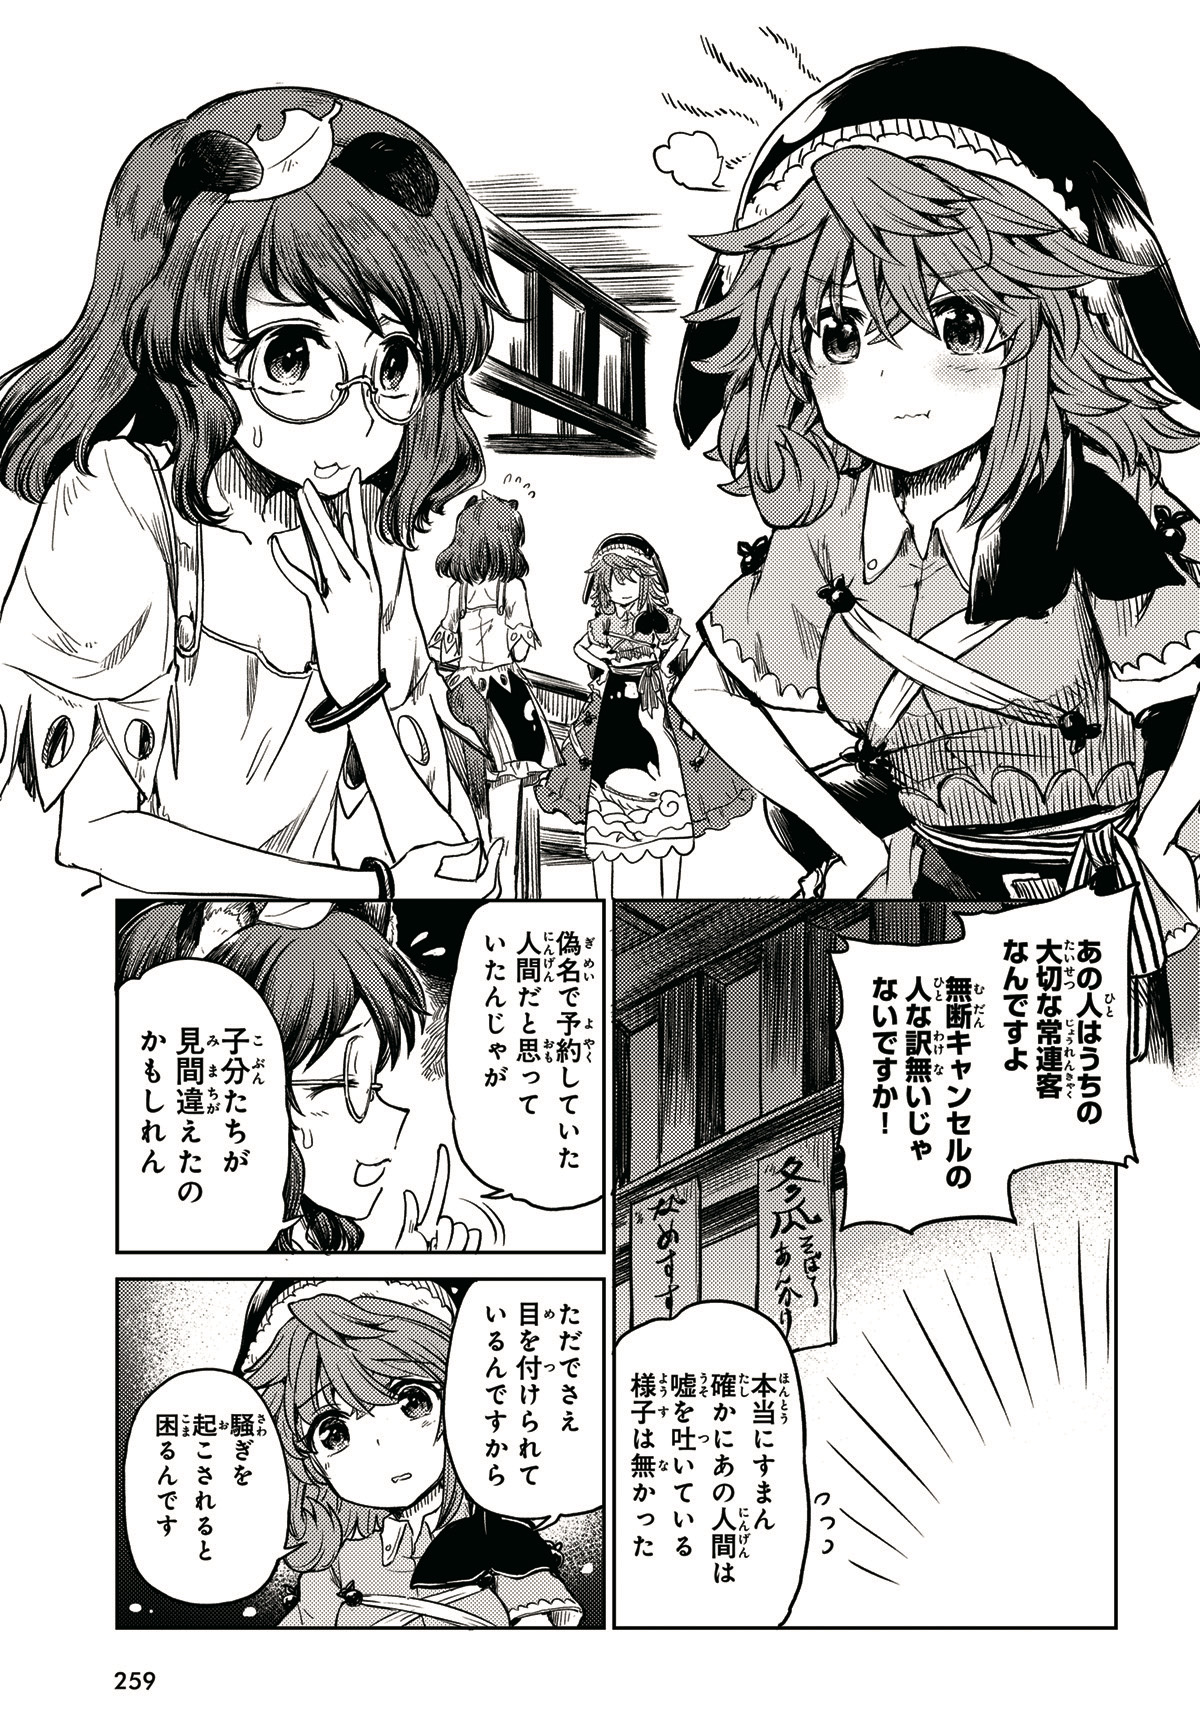 あの人はうちの
大切な常連客
なんですよ
無断キャンセルの
人な訳無いじゃ
ないですか!
冬瓜そば〜
あんかけ
なめすす
本当にすまん
確かにあの人間は
嘘を吐いている
様子は無かった
偽名で予約していた
人間だと思って
いたんじゃが
子分たちが
見間違えたの
かもしれん
ただでさえ
目を付けられて
いるんですから
騒ぎを
起こされると
困るんです
259